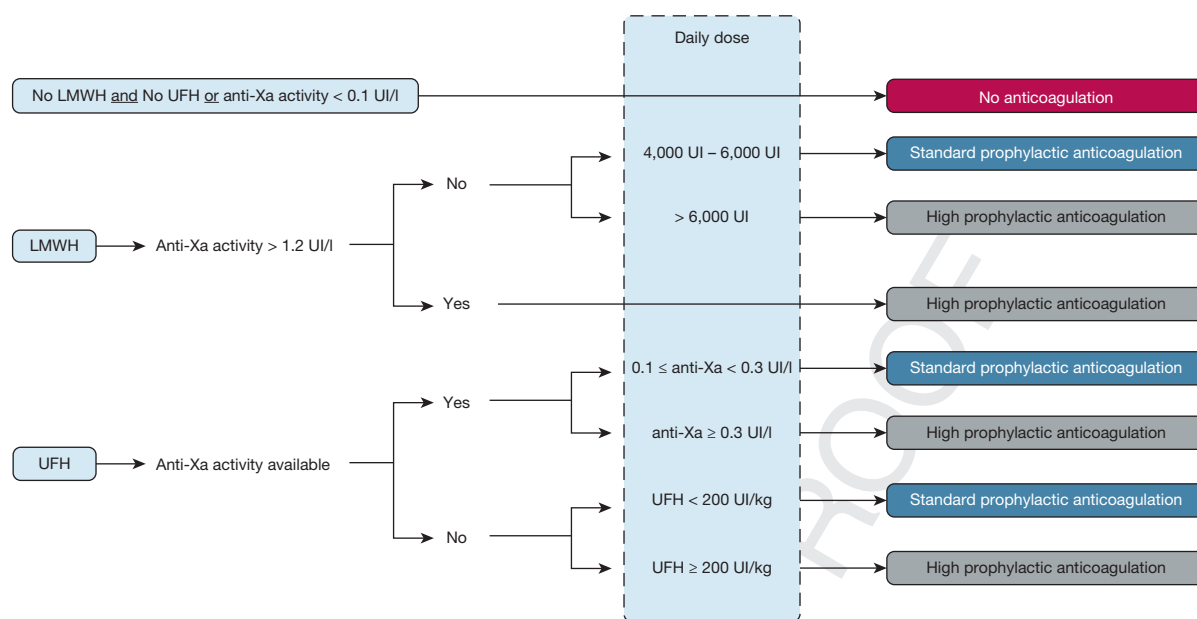 Daily dose
No LMWH and No UFH or anti-Xa activity < 0.1 UI/l
No anticoagulation
4,000 UI – 6,000 UI
Standard prophylactic anticoagulation
No
> 6,000 UI
High prophylactic anticoagulation
LMWH
Anti-Xa activity > 1.2 UI/l
Yes
High prophylactic anticoagulation
0.1 ≤ anti-Xa < 0.3 UI/l
Standard prophylactic anticoagulation
Yes
anti-Xa ≥ 0.3 UI/l
High prophylactic anticoagulation
UFH
Anti-Xa activity available
UFH < 200 UI/kg
Standard prophylactic anticoagulation
No
UFH ≥ 200 UI/kg
High prophylactic anticoagulation
ROOF